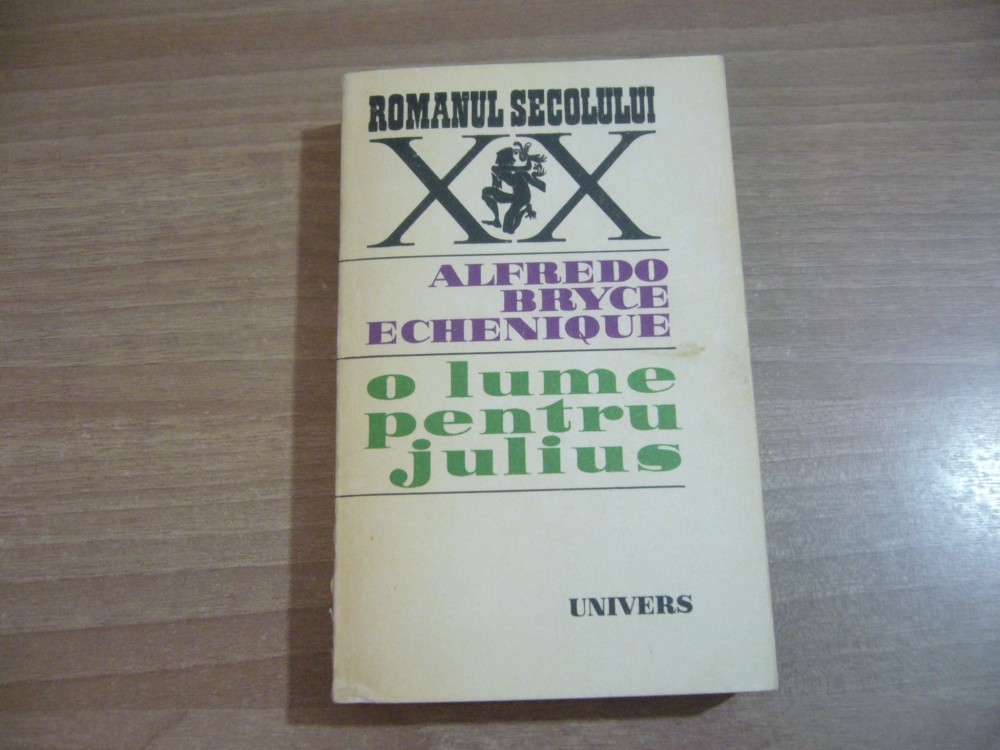 ROMANUL SECOLULUI
XX
ALFREDO
BRYCE
ECHENIQUE
o lume
pentru
julius
UNIVERS